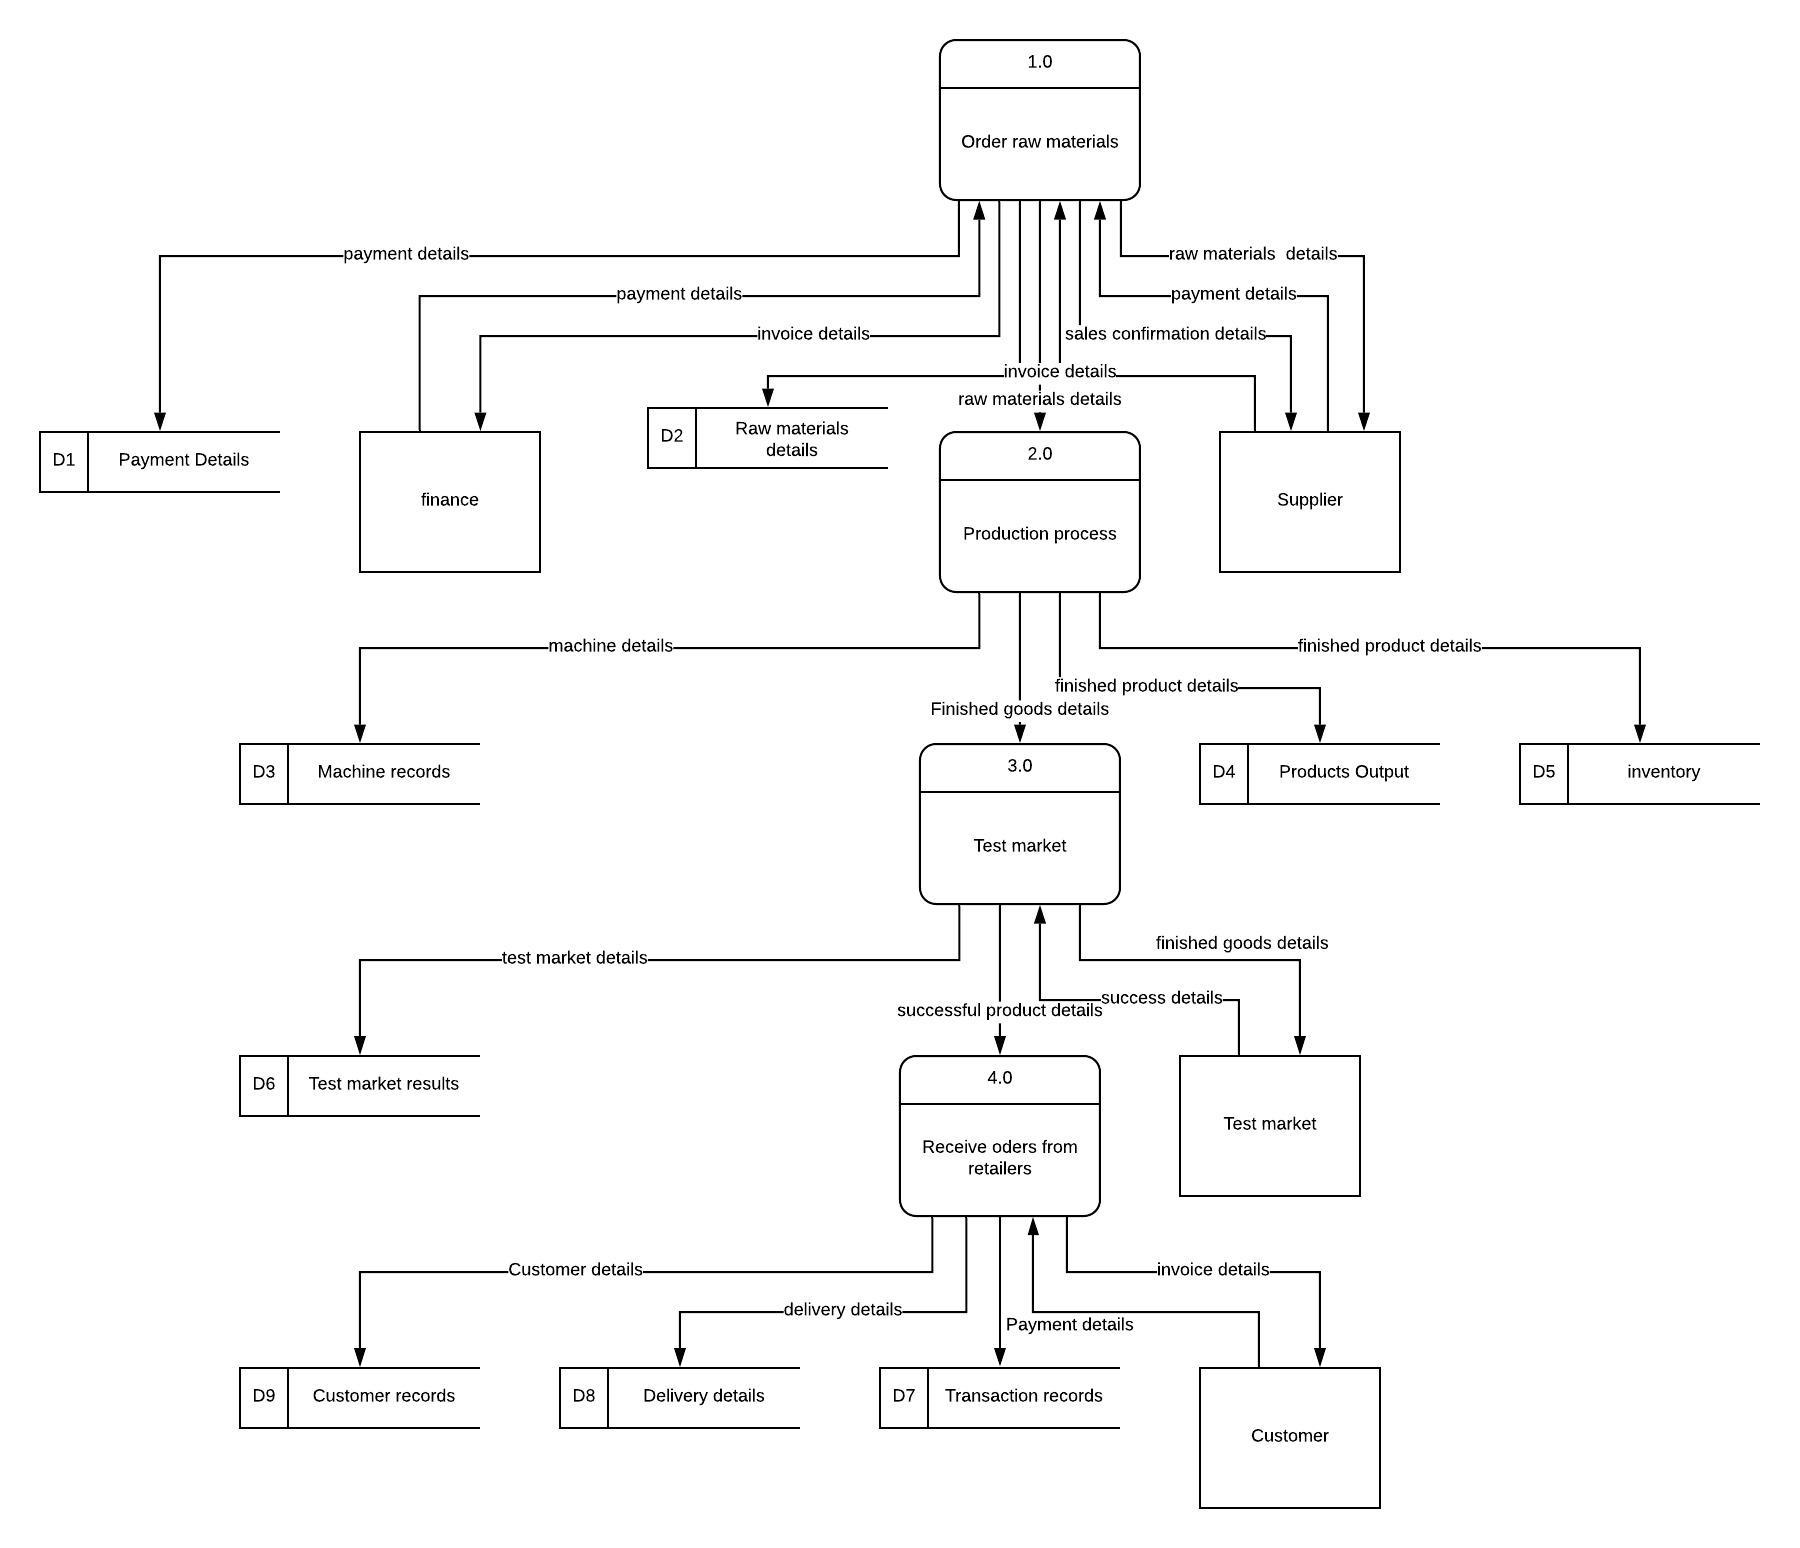 1.0
Order raw materials
payment details
raw materials  details
payment details
payment details
invoice details
sales confirmation details
invoice details
raw materials details
D1
Payment Details
finance
D2
Raw materials
details
2.0
Production process
Supplier
machine details
finished product details
finished product details
Finished goods details
D3
Machine records
3.0
Test market
D4
Products Output
D5
inventory
test market details
finished goods details
success details
successful product details
D6
Test market results
4.0
Receive oders from
retailers
Test market
Customer details
invoice details
delivery details
Payment details
D9
Customer records
D8
Delivery details
D7
Transaction records
Customer